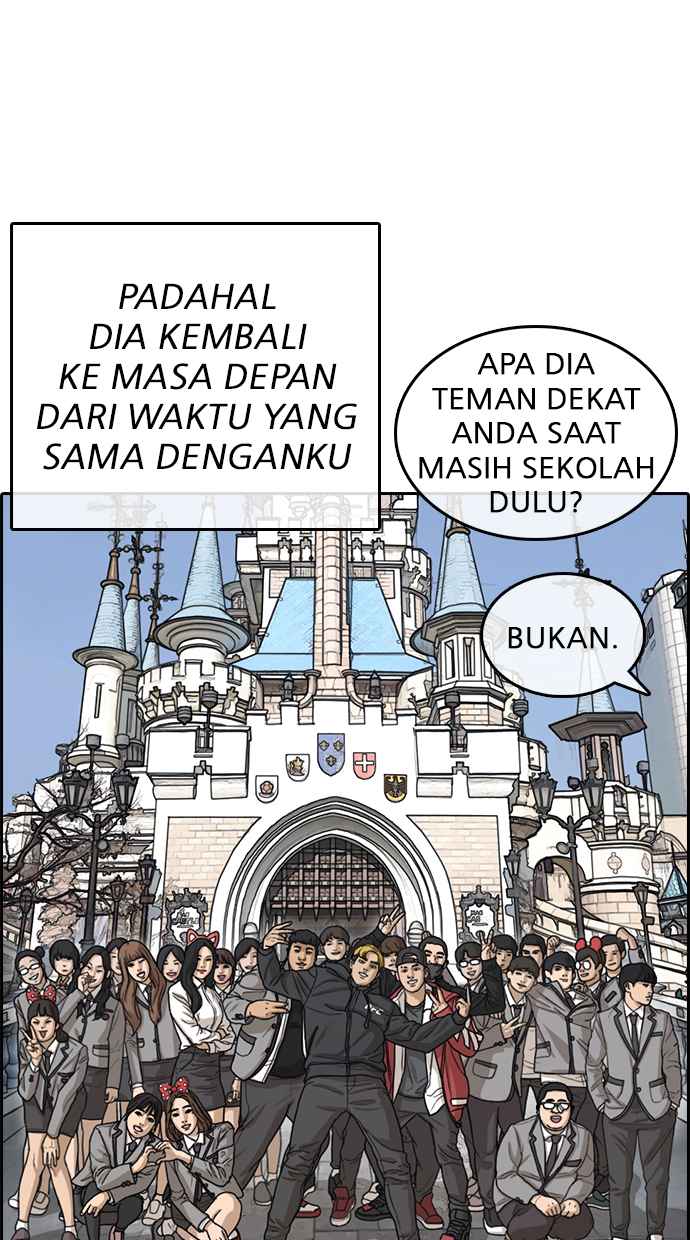 PADAHAL
DIA KEMBALI
KE MASA DEPAN
DARI WAKTU YANG
SAMA DENGANKU
APA DIA
TEMAN DEKAT
ANDA SAAT
MASIH SEKOLAH
DULU?
BUKAN.